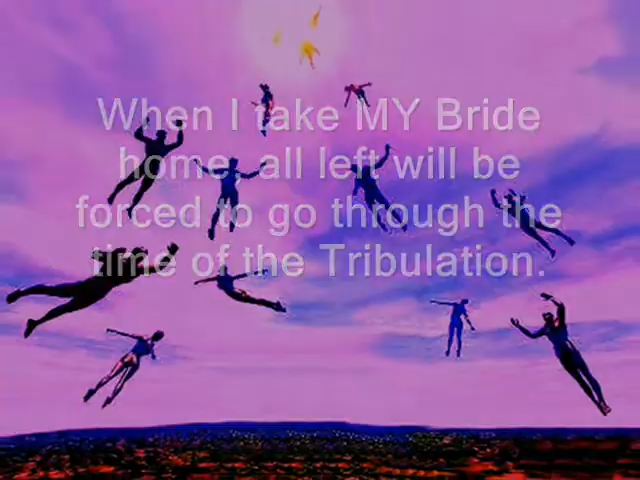 When I take MY Bride
home, all left will be
forced to go through the
time of the Tribulation.